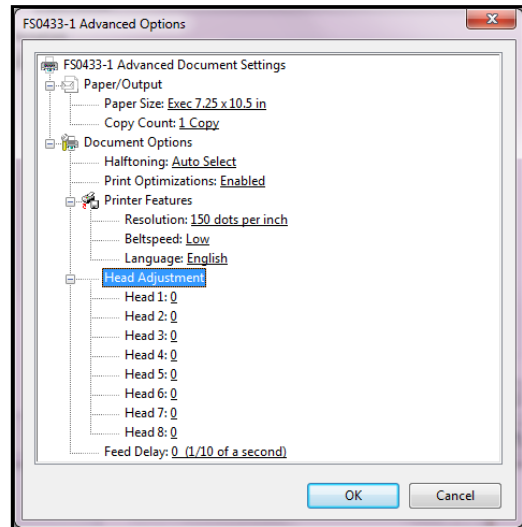 FS0433-1 Advanced Options
FS0433-1 Advanced Document Settings
Paper/Output
Paper Size: Exec 7.25 x 10.5 in
Copy Count: 1 Copy
Document Options
Halftoning: Auto Select
Print Optimizations: Enabled
Printer Features
Resolution: 150 dots per inch
Beltspeed: Low
Language: English
Head Adjustment
Head 1: 0
Head 2: 0
Head 3: 0
Head 4: 0
Head 5: 0
Head 6: 0
Head 7: 0
Head 8: 0
Feed Delay: 0 (1/10 of a second)
OK Cancel